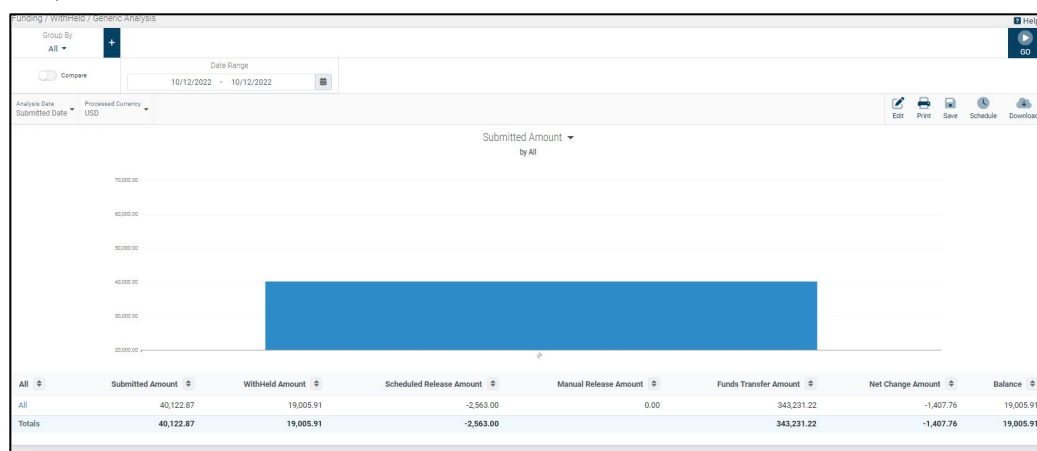 Funding / WithHeld / Generic Analysis
Help
Group By
All
+
GO
Compare
Date Range
10/12/2022 - 10/12/2022
Analysis Date
Submitted Date
Processed Currency
USD
Edit Print Save Schedule Download
Submitted Amount
by All
70,000.00
60,000.00
50,000.00
40,000.00
30,000.00
20,000.00
All
All Submitted Amount WithHeld Amount Scheduled Release Amount Manual Release Amount Funds Transfer Amount Net Change Amount Balance
All 40,122.87 19,005.91 -2,563.00 0.00 343,231.22 -1,407.76 19,005.91
Totals 40,122.87 19,005.91 -2,563.00 343,231.22 -1,407.76 19,005.91